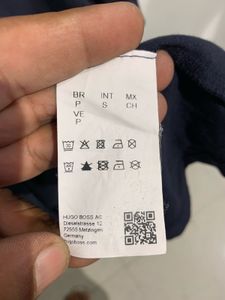 BR INT MX
P S CH
VE
P
HUGO BOSS AG
Dieselstrasse 12
72555 Metzingen
Germany
hugoboss.com